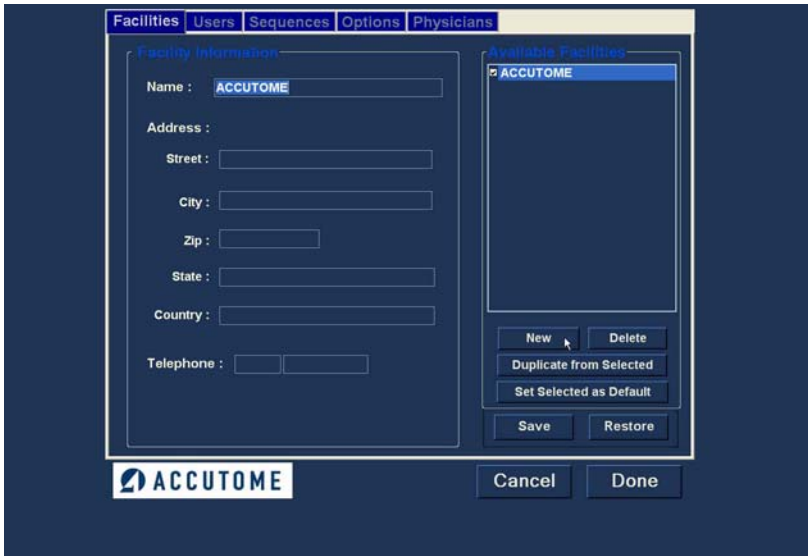 Facilities Users Sequences Options Physicians
Facility Information
Name : ACCUTOME
Address :
Street :
City :
Zip :
State :
Country :
Telephone :
Available Facilities
ACCUTOME
New Delete
Duplicate from Selected
Set Selected as Default
Save Restore
ACCUTOME
Cancel Done